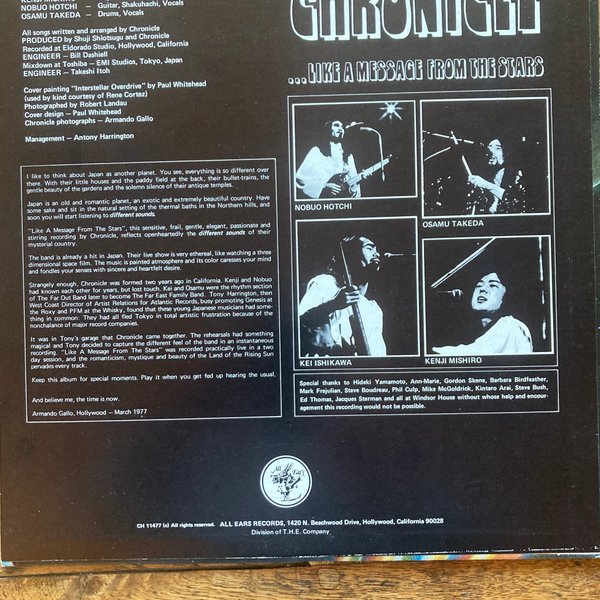 NOBUO HOTCHI – Guitar, Shakuhachi, Vocals
OSAMU TAKEDA – Drums, Vocals
All songs written and arranged by Chronicle
PRODUCED by Shuji Shiotsugu and Chronicle
Recorded at Eldorado Studio, Hollywood, California
ENGINEER – Bill Dashiell
Mixdown at Toshiba – EMI Studios, Tokyo, Japan
ENGINEER – Takeshi Itoh
Cover painting "Interstellar Overdrive" by Paul Whitehead
(used by kind courtesy of Rene Cortez)
Photographed by Robert Landau
Cover design – Paul Whitehead
Chronicle photographs – Armando Gallo
Management – Antony Harrington
I like to think about Japan as another planet. You see, everything is so different over
there. With their little houses and the paddy field at the back, their bullet-trains, the
gentle beauty of the gardens and the solemn silence of their antique temples.
Japan is an old and romantic planet, an exotic and extremely beautiful country. Have
some sake and sit in the natural setting of the thermal baths in the Northern hills, and
soon you will start listening to different sounds.
"Like A Message From The Stars", this sensitive, frail, gentle, elegant, passionate and
stirring recording by Chronicle, reflects openheartedly the different sounds of their
mysterial country.
The band is already a hit in Japan. Their live show is very ethereal, like watching a three
dimensional space film. The music is painted atmosphere and its color caresses your mind
and fondles your senses with sincere and heartfelt desire.
Strangely enough, Chronicle was formed two years ago in California. Kenji and Nobuo
had known each other for years, but lost touch. Kei and Osamu were the rhythm section
of The Far Out Band later to become The Far East Family Band. Tony Harrington, then
West Coast Director of Artist Relations for Atlantic Records, busy promoting Genesis at
the Roxy and PFM at the Whisky, found that these young Japanese musicians had some-
thing in common. They had all fled Tokyo in total artistic frustration because of the
nonchalance of major record companies.
It was in Tony's garage that Chronicle came together. The rehearsals had something
magical and Tony decided to capture the different feel of the band in an instantaneous
recording. "Like A Message From The Stars" was recorded practically live in a two
day session, and the romanticism, mystique and beauty of the Land of the Rising Sun
pervades every track.
Keep this album for special moments. Play it when you get fed up hearing the usual,
And believe me, the time is now.
Armando Gallo, Hollywood – March 1977
CHRONICLE
...LIKE A MESSAGE FROM THE STARS
NOBUO HOTCHI
OSAMU TAKEDA
KEI ISHIKAWA
KENJI MISHIRO
Special thanks to Hideki Yamamoto, Ann-Marie, Gordon Skene, Barbara Birdfeather,
Mark Frejulian, Steve Boudreau, Phil Culp, Mike McGoldrick, Kintaro Arai, Steve Bush,
Ed Thomas, Jacques Sterman and all at Windsor House without whose help and encour-
agement this recording would not be possible.
All Ears
CH 11477 (c) All rights reserved. ALL EARS RECORDS, 1420 N. Beachwood Drive, Hollywood, California 90028
Division of T.H.E. Company